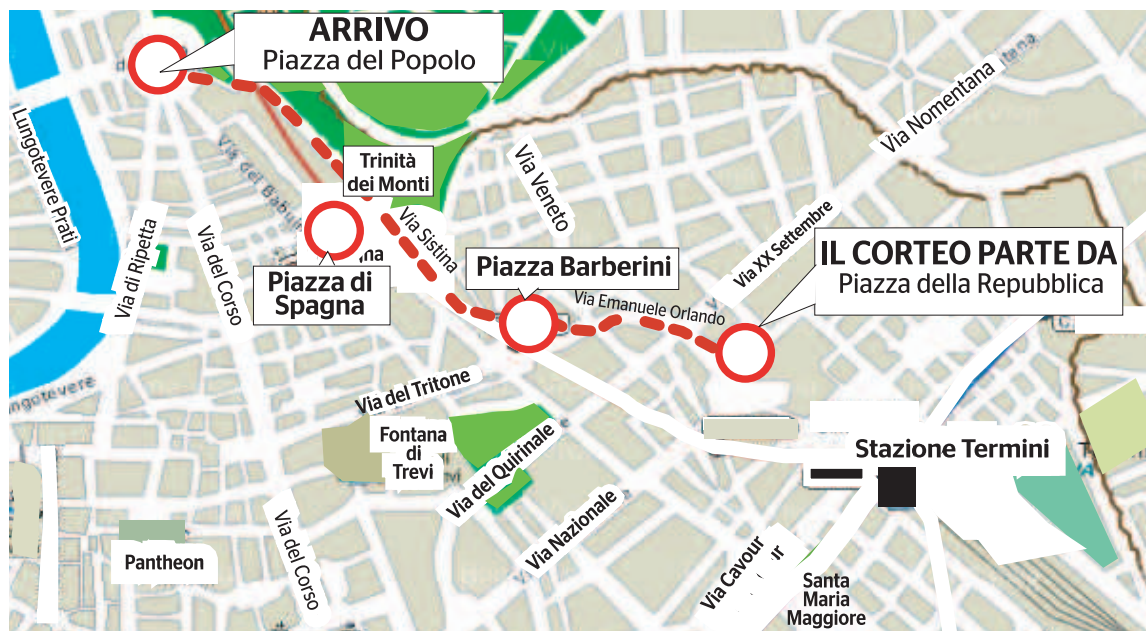 ARRIVO
Piazza del Popolo
Lungotevere Prati
Via del
Trinità
dei Monti
Via Veneto
Via Nomentana
Via Sistina
Via XX Settembre
Via di Ripetta
Via del Corso
Piazza di
Spagna
Piazza Barberini
IL CORTEO PARTE DA
Piazza della Repubblica
Via Emanuele Orlando
Via del Tritone
Fontana
di
Trevi
Via del Quirinale
Stazione Termini
Via del Corso
Via Nazionale
Pantheon
Via Cavour
Santa
Maria
Maggiore